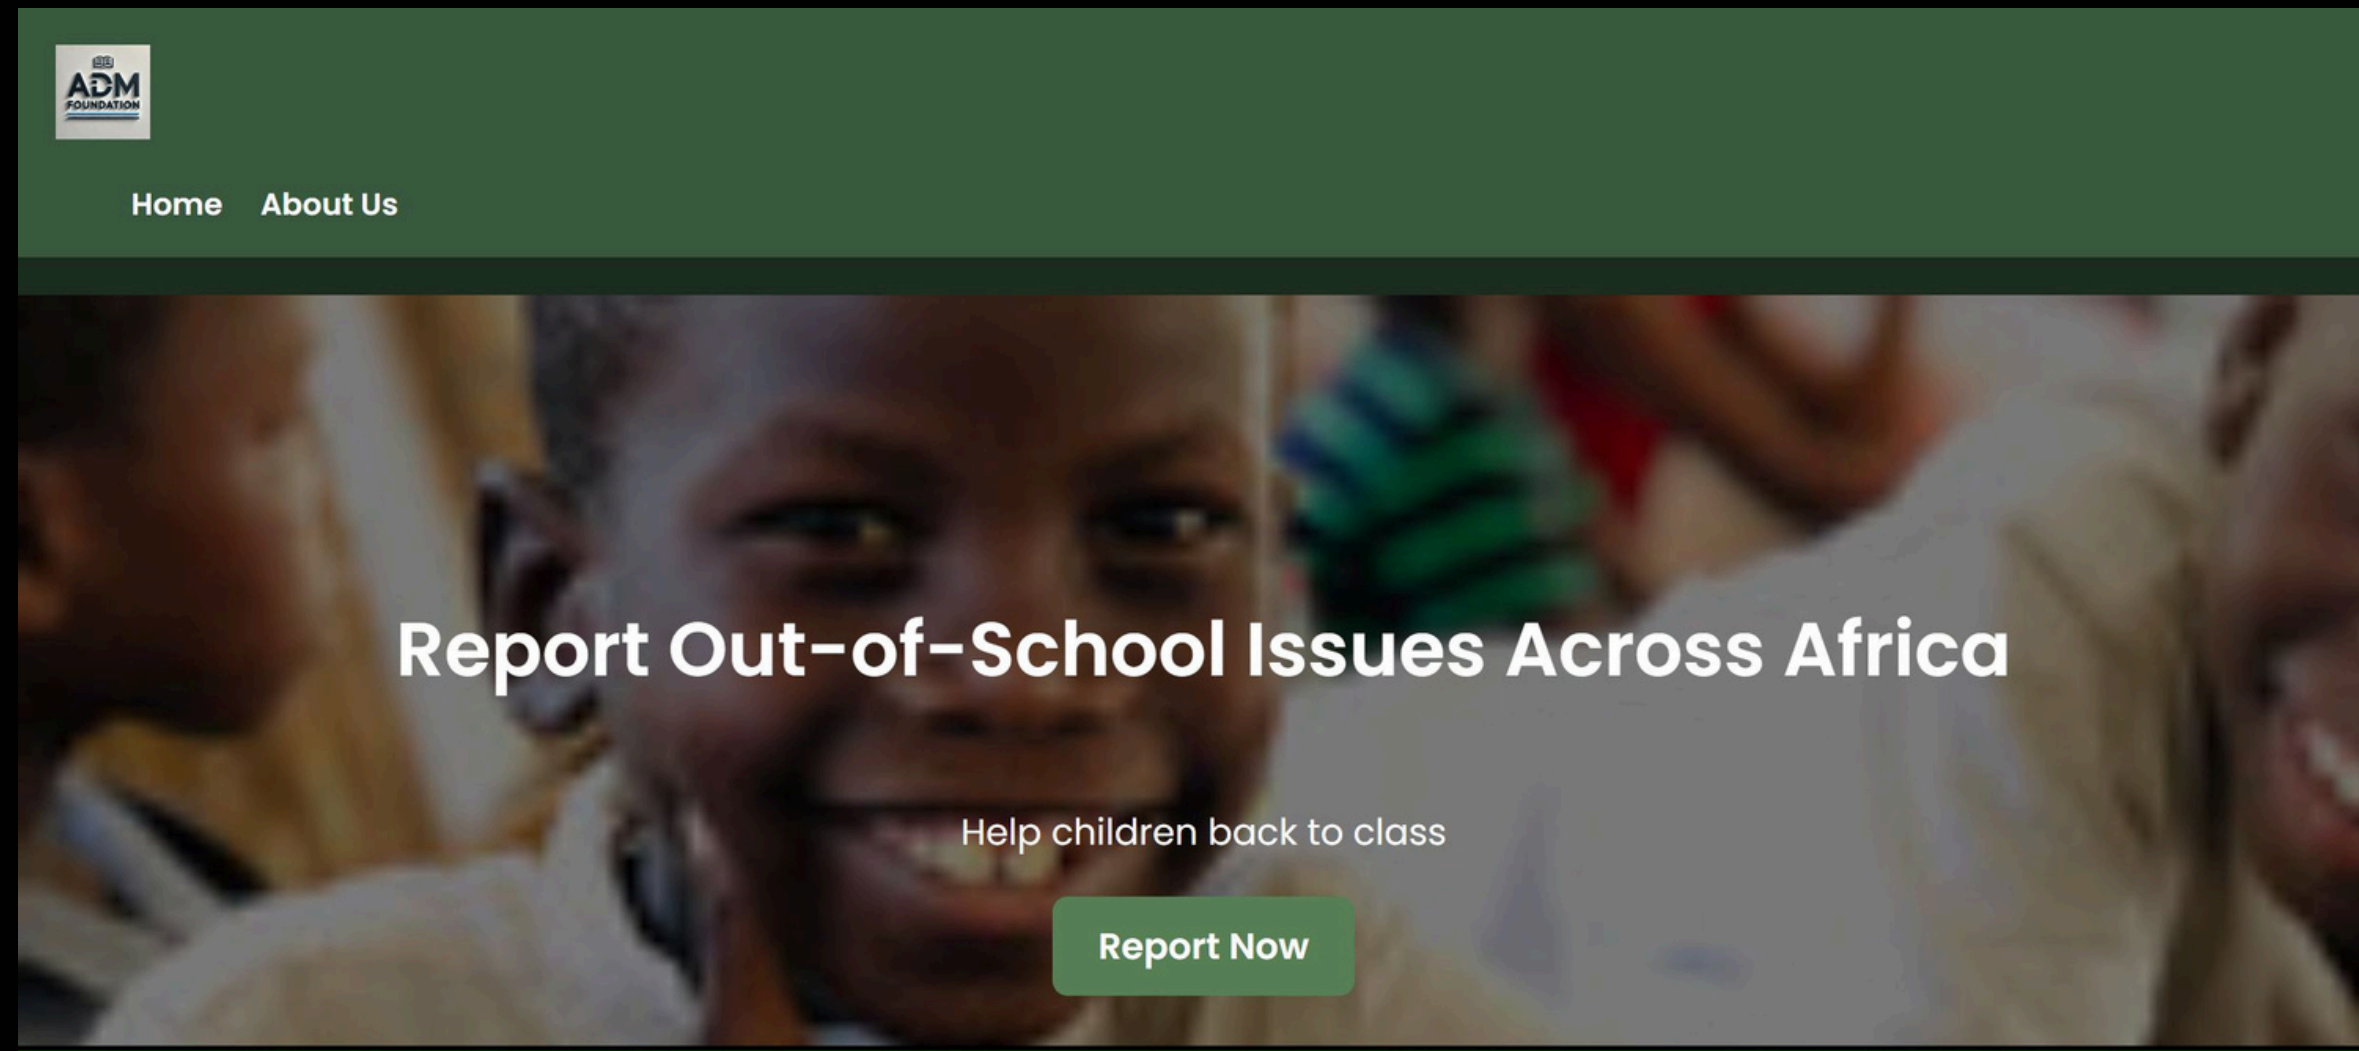 ADM
FOUNDATION
Home About Us
Report Out-of-School Issues Across Africa
Help children back to class
Report Now